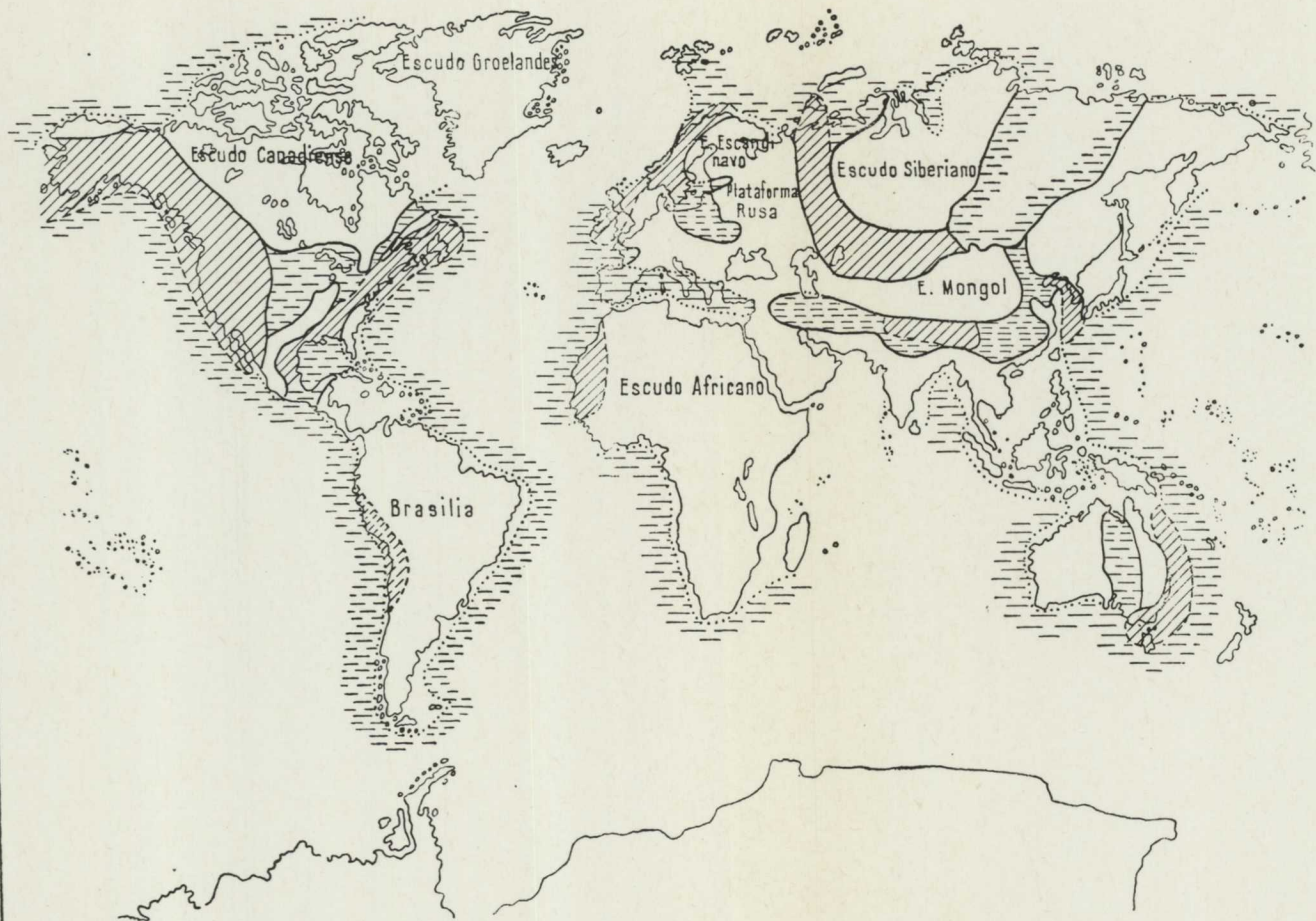 Escudo Groelandes
Escudo Canadiense
E. Escandi
navo
Plataforma
Rusa
Escudo Siberiano
E. Mongol
Escudo Africano
Brasilia